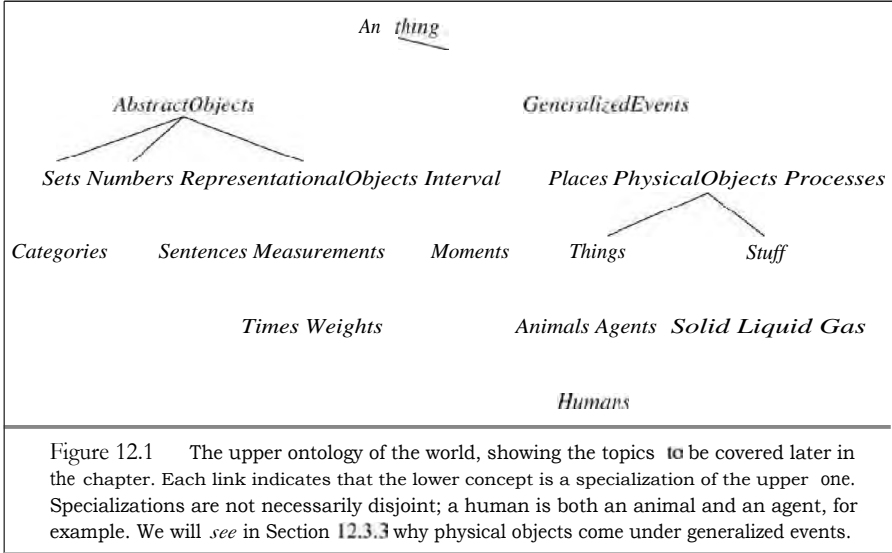 An thing
AbstractObjects GeneralizedEvents
Sets Numbers RepresentationalObjects Interval Places PhysicalObjects Processes
Categories Sentences Measurements Moments Things Stuff
Times Weights Animals Agents Solid Liquid Gas
Humans
Figure 12.1 The upper ontology of the world, showing the topics to be covered later in
the chapter. Each link indicates that the lower concept is a specialization of the upper one.
Specializations are not necessarily disjoint; a human is both an animal and an agent, for
example. We will see in Section 12.3.3 why physical objects come under generalized events.